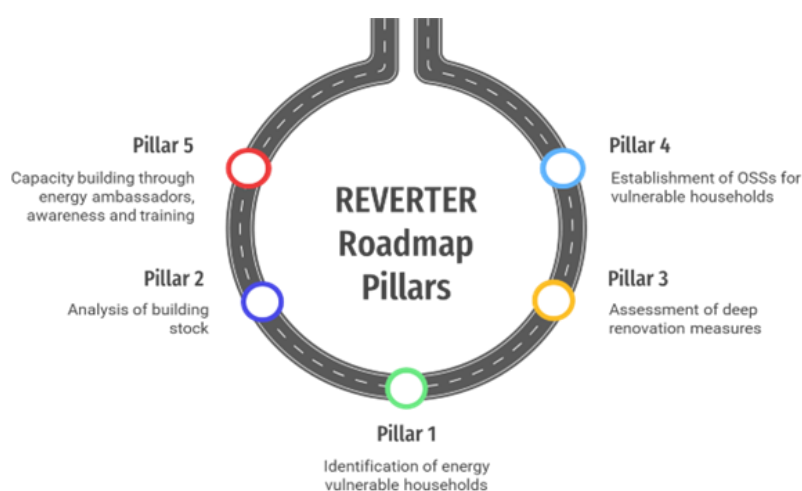 Pillar 5
Capacity building through
energy ambassadors,
awareness and training
Pillar 4
Establishment of OSSs for
vulnerable households
REVERTER
Roadmap
Pillars
Pillar 2
Analysis of building
stock
Pillar 3
Assessment of deep
renovation measures
Pillar 1
Identification of energy
vulnerable households